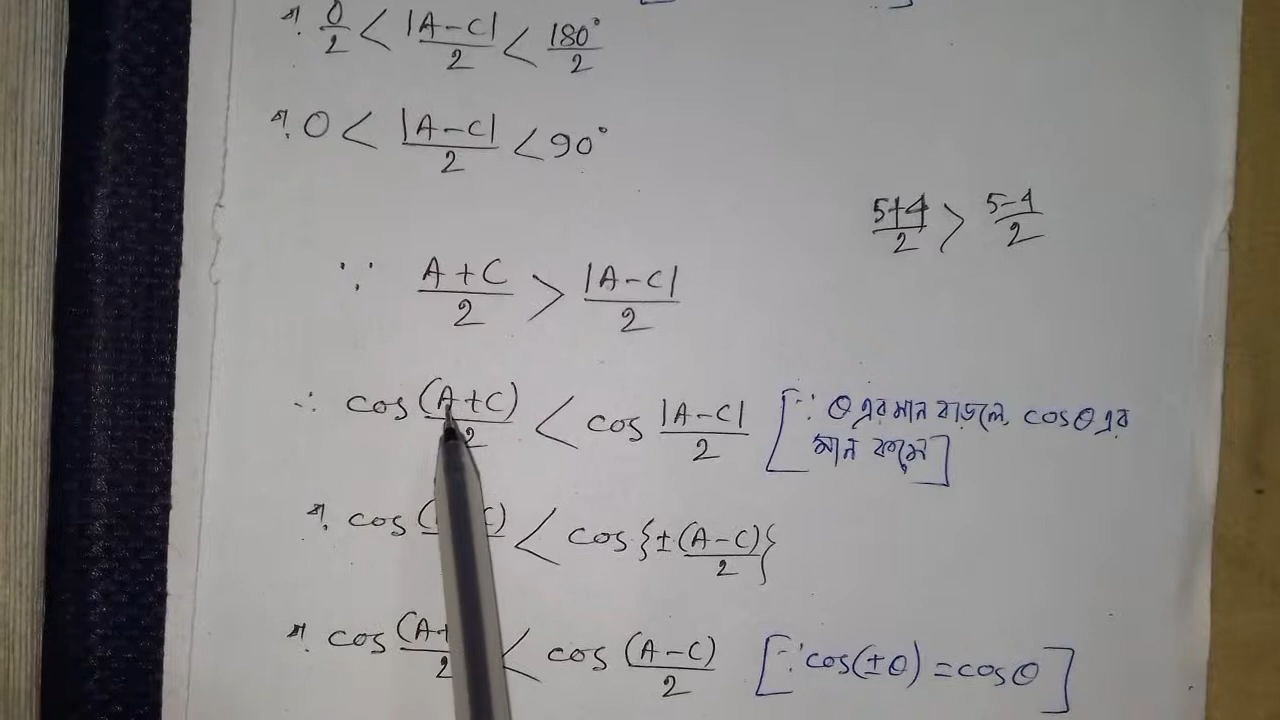 বা, 0/2 < |A-C|/2 < 180°/2
বা, 0 < |A-C|/2 < 90°
5+4/2 > 5-4/2
∵ A+C/2 > |A-C|/2
∴ cos (A+C)/2 < cos |A-C|/2 [∵ θ এর মান বাড়লে, cosθ এর
মান কমে]
বা, cos ( C) < cos{±(A-C)/2}
বা, cos (A+ /2 < cos (A-C)/2 [∵ cos(±θ) = cosθ]